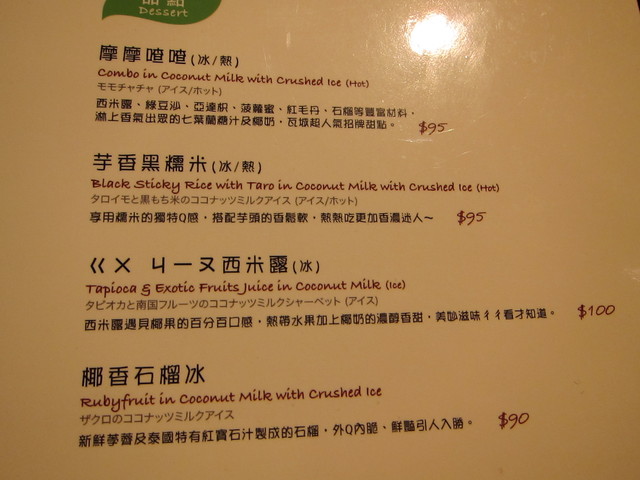 甜點
Dessert
摩摩喳喳(冰/熱)
Combo in Coconut Milk with Crushed Ice (Hot)
モモチャチャ (アイス/ホット)
西米露、綠豆沙、亞達枳、菠蘿蜜、紅毛丹、石榴等豐富材料，
淋上香氣出眾的七葉蘭糖汁及椰奶，瓦城超人氣招牌甜點。 $95
芋香黑糯米(冰/熱)
Black Sticky Rice with Taro in Coconut Milk with Crushed Ice (Hot)
タロイモと黒もち米のココナッツミルクアイス (アイス/ホット)
享用糯米的獨特Q感，搭配芋頭的香鬆軟，熱熱吃更加香濃迷人～ $95
ㄍㄨ ㄐㄧㄡ西米露(冰)
Tapioca & Exotic Fruits Juice in Coconut Milk (Ice)
タピオカと南国フルーツのココナッツミルクシャーベット (アイス)
西米露遇見椰果的百分百口感，熱帶水果加上椰奶的濃醇香甜，美妙滋味ㄔㄔ看才知道。 $100
椰香石榴冰
Rubyfruit in Coconut Milk with Crushed Ice
ザクロのココナッツミルクアイス
新鮮荸薺及泰國特有紅寶石汁製成的石榴，外Q內脆、鮮豔引人入勝。 $90